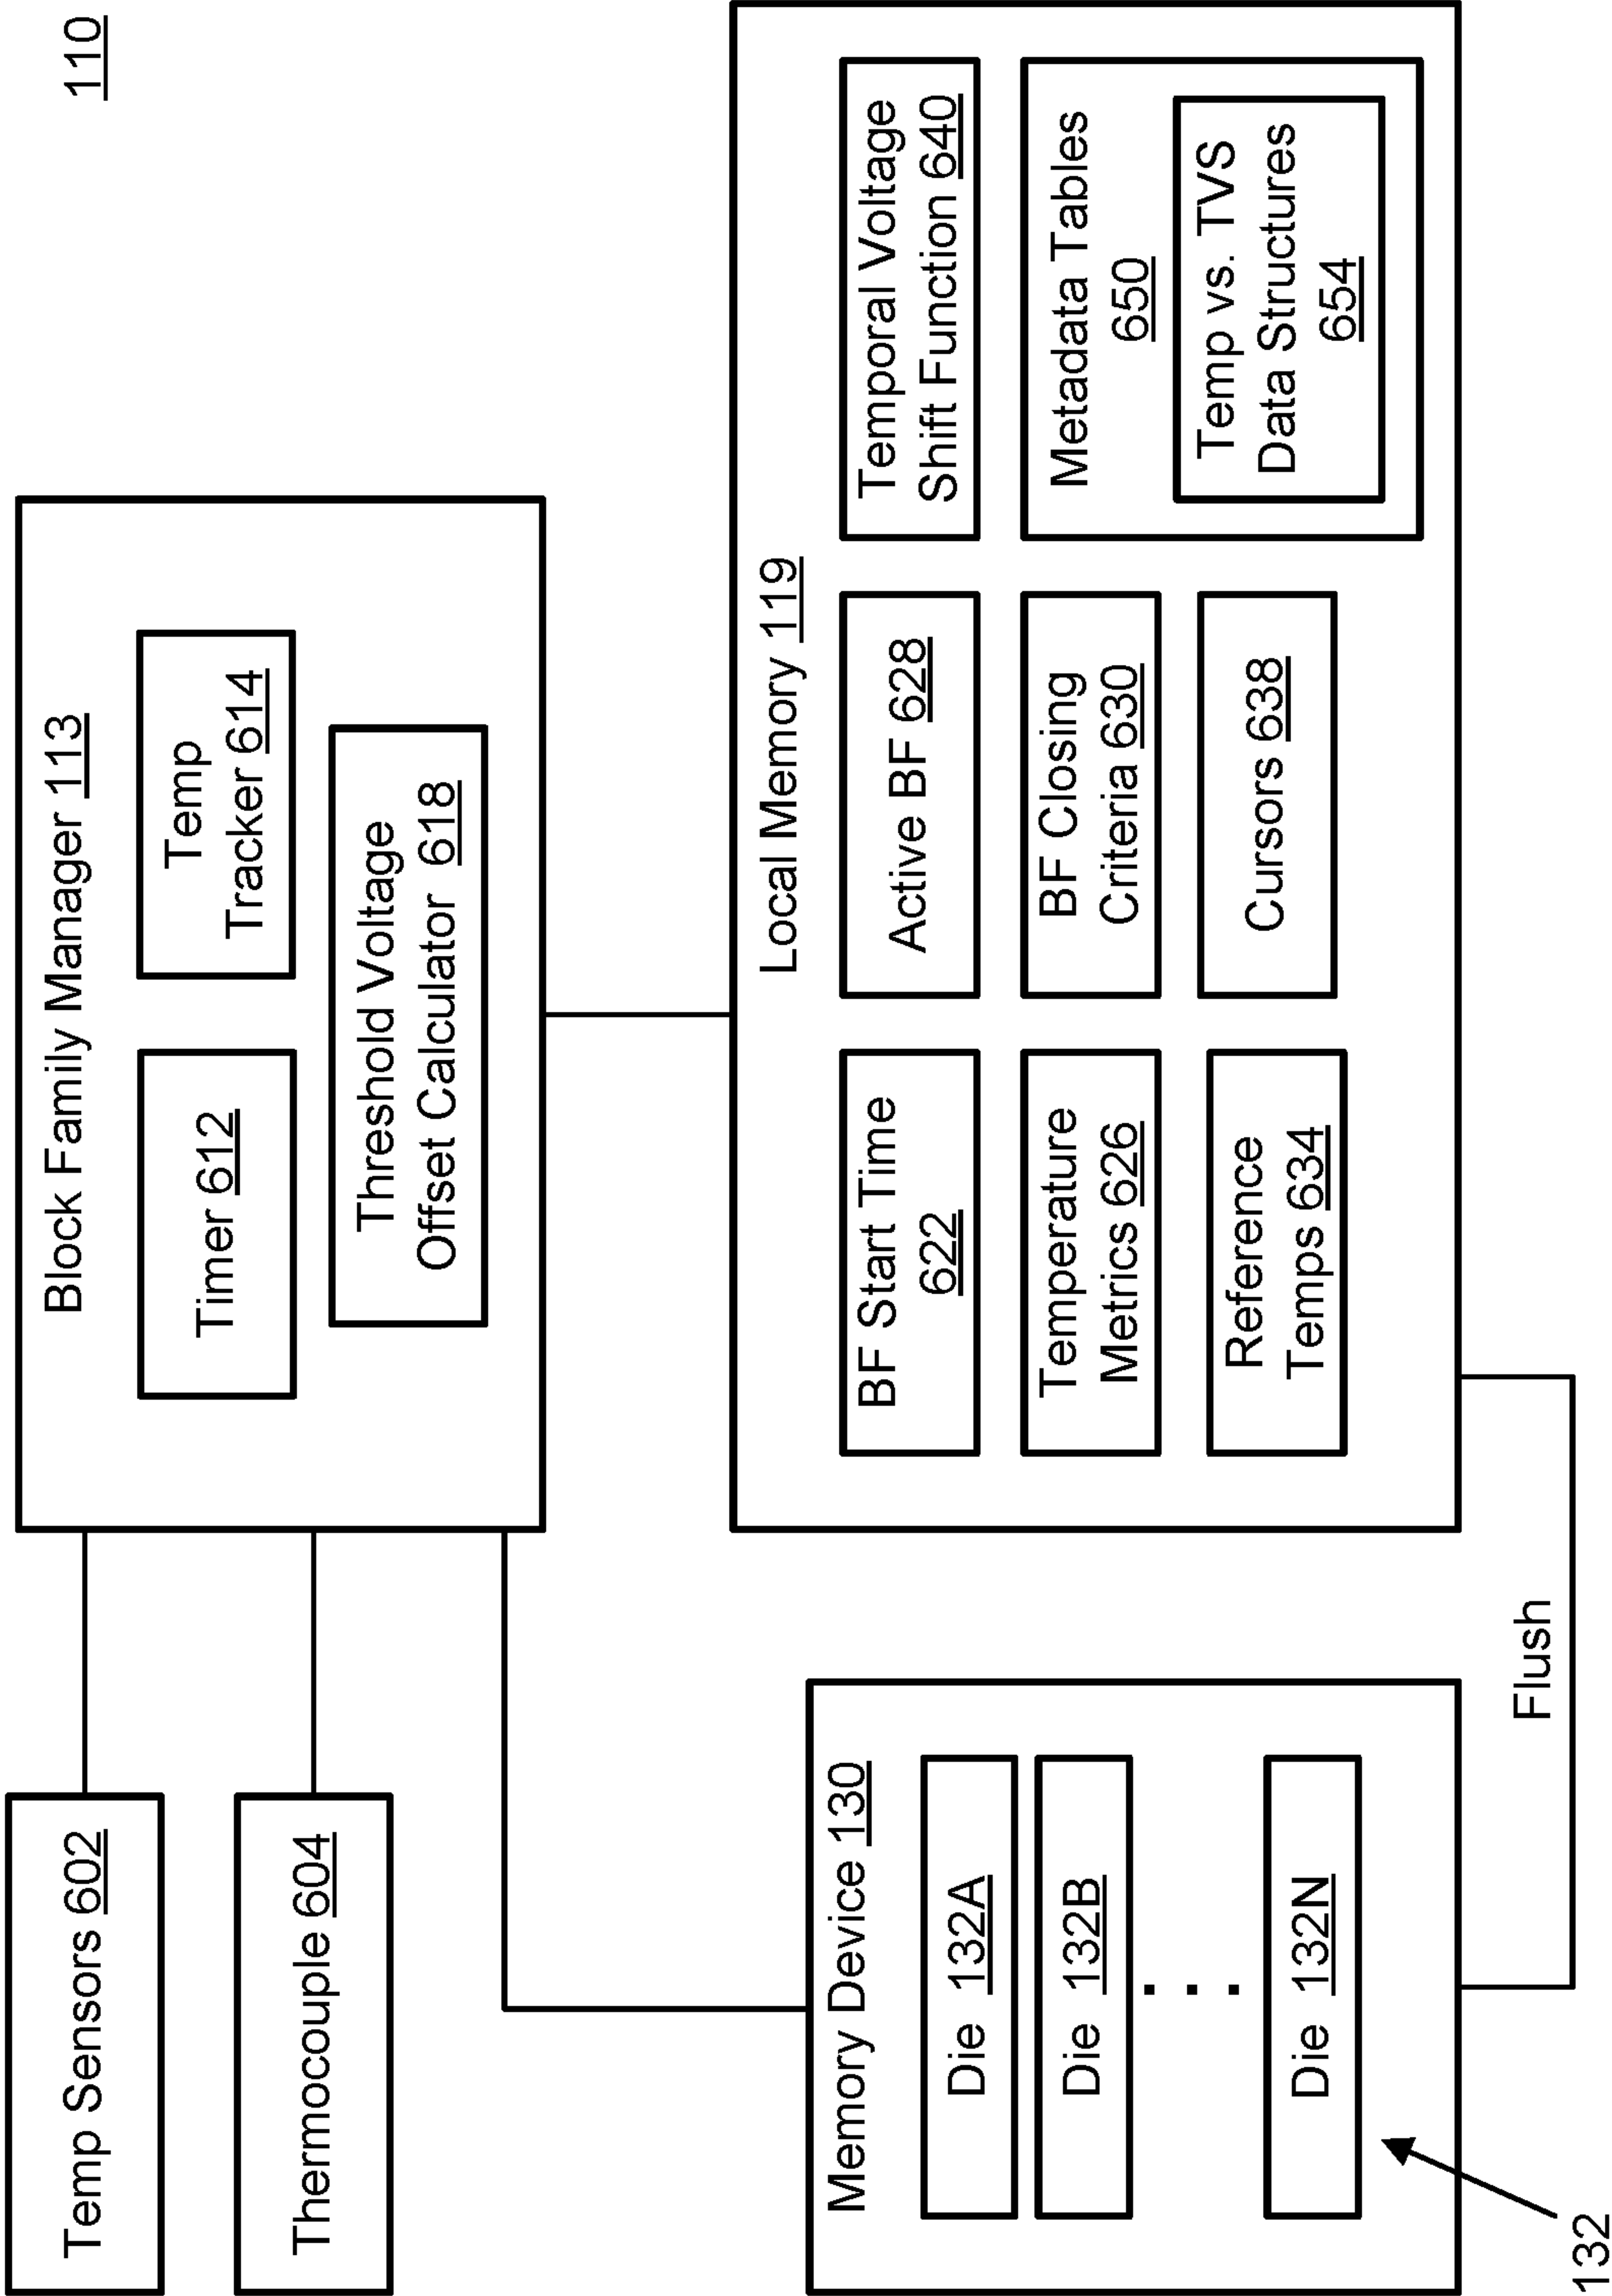 110
Temp Sensors 602
Thermocouple 604
Block Family Manager 113
Timer 612
Temp
Tracker 614
Threshold Voltage
Offset Calculator 618
Memory Device 130
Die 132A
Die 132B
. . .
Die 132N
132
Flush
Local Memory 119
BF Start Time
622
Active BF 628
Temporal Voltage
Shift Function 640
Temperature
Metrics 626
BF Closing
Criteria 630
Metadata Tables
650
Reference
Temps 634
Cursors 638
Temp vs. TVS
Data Structures
654